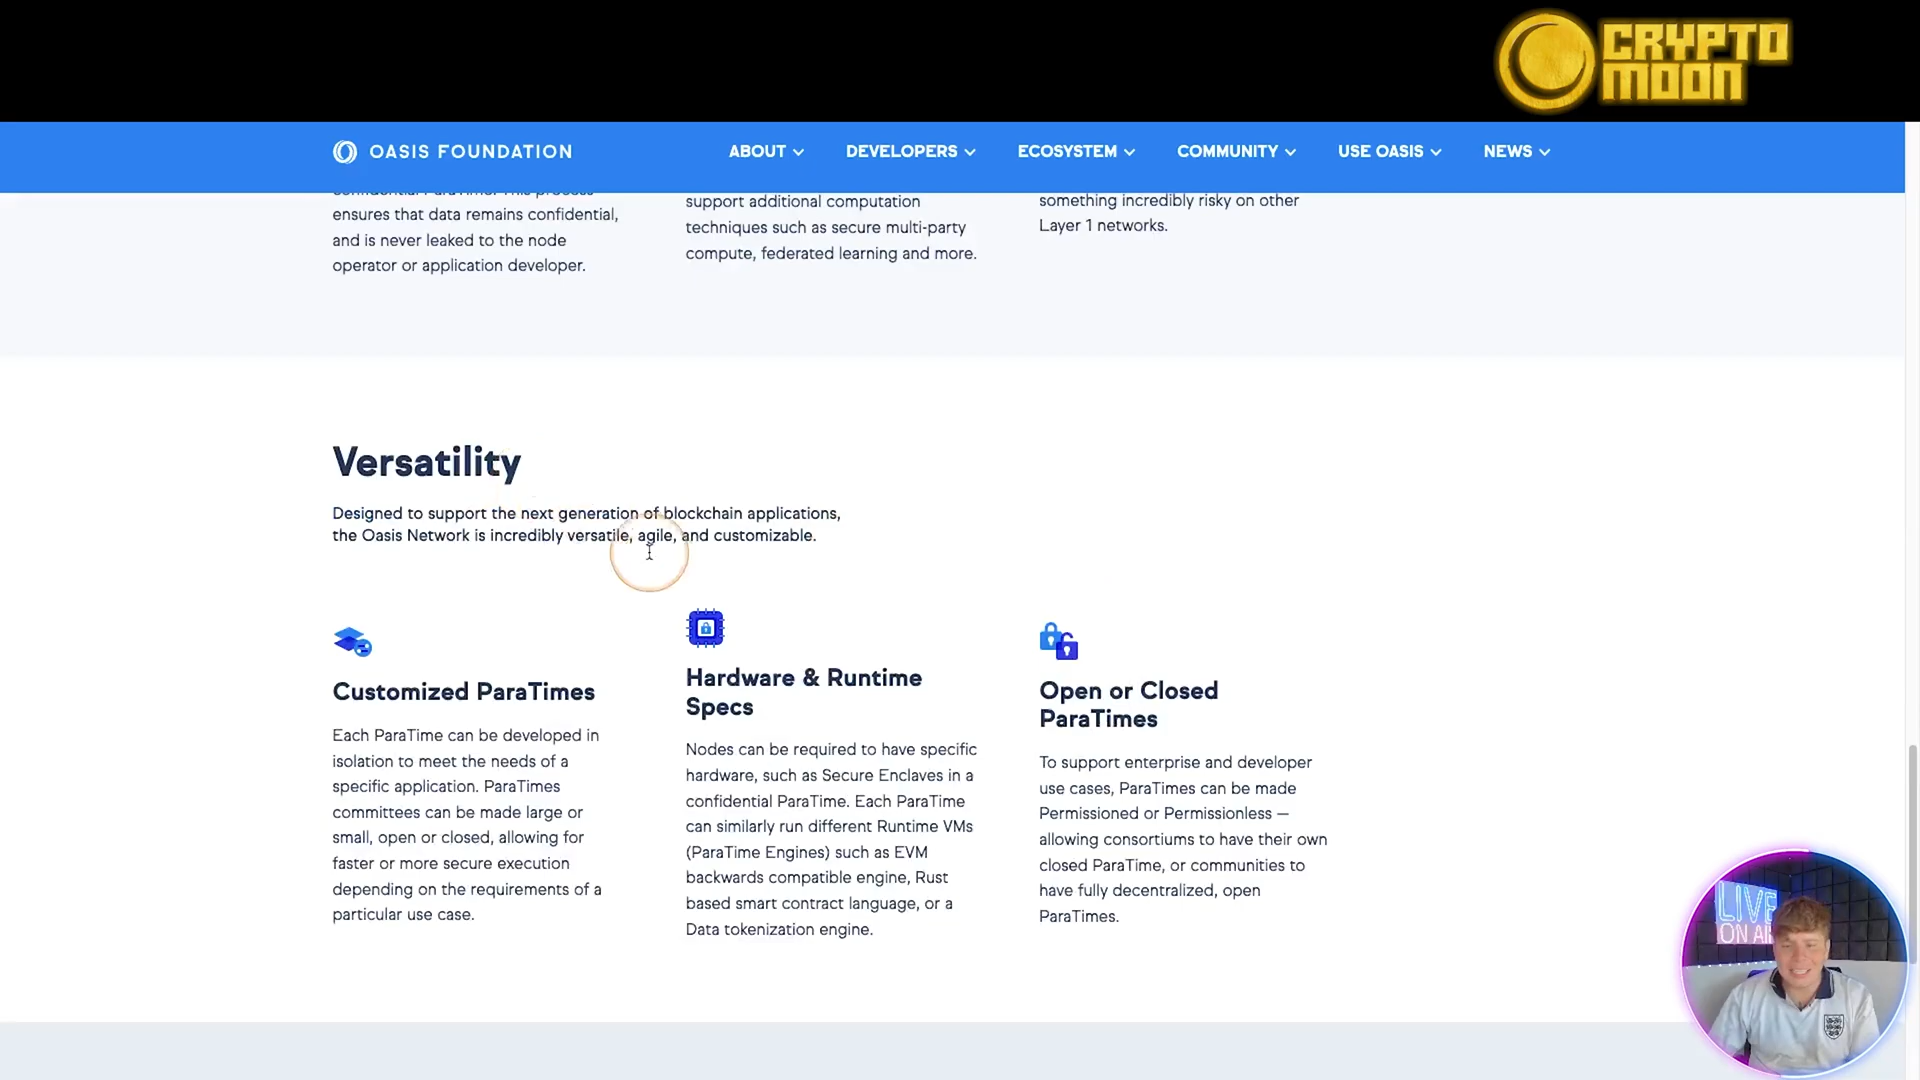 CRYPTO
MOON
OASIS FOUNDATION
ABOUT
DEVELOPERS
ECOSYSTEM
COMMUNITY
USE OASIS
NEWS
confidential ParaTime. This process
ensures that data remains confidential,
and is never leaked to the node
operator or application developer.
support additional computation
techniques such as secure multi-party
compute, federated learning and more.
something incredibly risky on other
Layer 1 networks.
Versatility
Designed to support the next generation of blockchain applications,
the Oasis Network is incredibly versatile, agile, and customizable.
Customized ParaTimes
Each ParaTime can be developed in
isolation to meet the needs of a
specific application. ParaTimes
committees can be made large or
small, open or closed, allowing for
faster or more secure execution
depending on the requirements of a
particular use case.
Hardware & Runtime
Specs
Nodes can be required to have specific
hardware, such as Secure Enclaves in a
confidential ParaTime. Each ParaTime
can similarly run different Runtime VMs
(ParaTime Engines) such as EVM
backwards compatible engine, Rust
based smart contract language, or a
Data tokenization engine.
Open or Closed
ParaTimes
To support enterprise and developer
use cases, ParaTimes can be made
Permissioned or Permissionless —
allowing consortiums to have their own
closed ParaTime, or communities to
have fully decentralized, open
ParaTimes.
LIVE
ON AIR